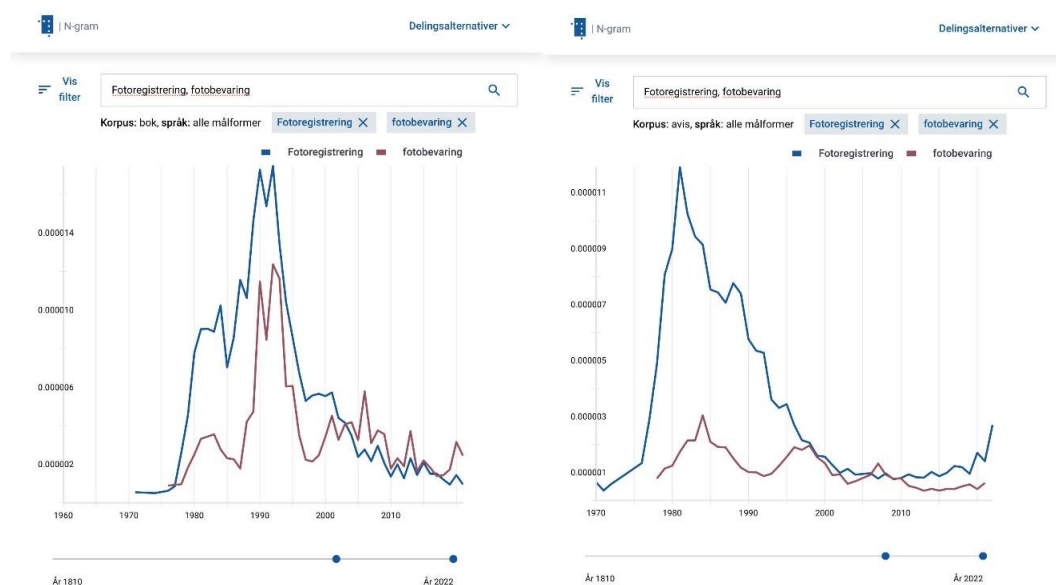 | N-gram
Delingsalternativer
Vis filter
Fotoregistrering, fotobevaring
Korpus: bok, språk: alle målformer
Fotoregistrering ✕
fotobevaring ✕
Fotoregistrering
fotobevaring
0.000014
0.000010
0.000006
0.000002
1960 1970 1980 1990 2000 2010
År 1810
År 2022
| N-gram
Delingsalternativer
Vis filter
Fotoregistrering, fotobevaring
Korpus: avis, språk: alle målformer
Fotoregistrering ✕
fotobevaring ✕
Fotoregistrering
fotobevaring
0.000011
0.000009
0.000007
0.000005
0.000003
0.000001
1970 1980 1990 2000 2010
År 1810
År 2022